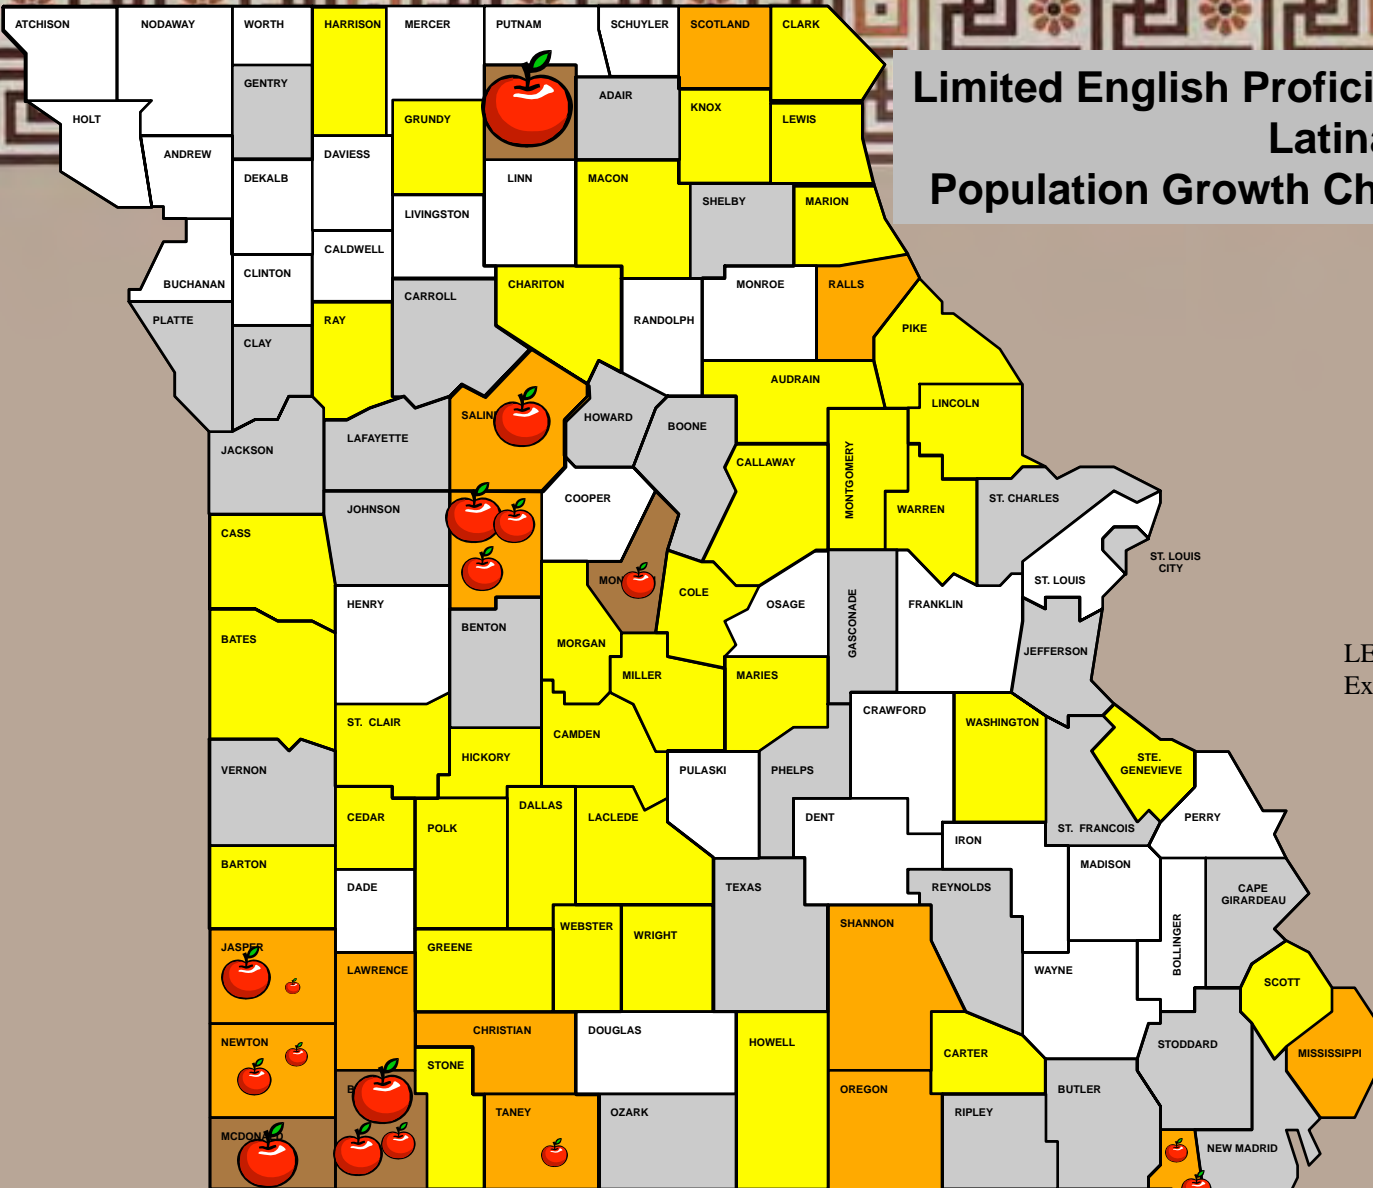 ATCHISON
NODAWAY
WORTH
HARRISON
MERCER
PUTNAM
SCHUYLER
SCOTLAND
CLARK
GENTRY
ADAIR
KNOX
LEWIS
HOLT
GRUNDY
ANDREW
DAVIESS
DEKALB
LINN
MACON
SHELBY
MARION
LIVINGSTON
CALDWELL
CLINTON
BUCHANAN
CARROLL
CHARITON
MONROE
RALLS
RANDOLPH
PLATTE
CLAY
RAY
PIKE
AUDRAIN
LINCOLN
HOWARD
BOONE
LAFAYETTE
JACKSON
CALLAWAY
MONTGOMERY
COOPER
ST. CHARLES
JOHNSON
WARREN
CASS
ST. LOUIS
CITY
ST. LOUIS
COLE
HENRY
OSAGE
GASCONADE
FRANKLIN
BENTON
BATES
MORGAN
JEFFERSON
MILLER
MARIES
CRAWFORD
ST. CLAIR
WASHINGTON
CAMDEN
HICKORY
STE.
GENEVIEVE
VERNON
PULASKI
PHELPS
DALLAS
CEDAR
LACLEDE
DENT
PERRY
POLK
ST. FRANCOIS
IRON
BARTON
MADISON
DADE
TEXAS
REYNOLDS
CAPE
GIRARDEAU
SHANNON
WEBSTER
WRIGHT
BOLLINGER
JASPER
GREENE
LAWRENCE
WAYNE
SCOTT
CHRISTIAN
DOUGLAS
NEWTON
HOWELL
STODDARD
CARTER
MISSISSIPPI
STONE
OREGON
BUTLER
TANEY
OZARK
RIPLEY
MCDONALD
NEW MADRID
Limited English Profici
Latina
Population Growth Ch
LE
Ex